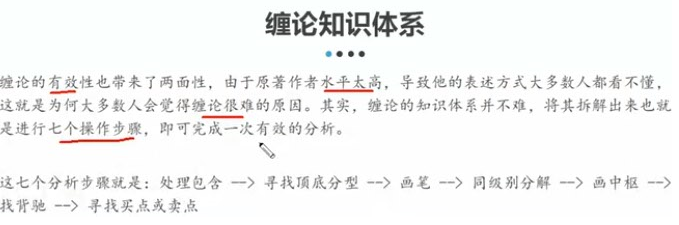 缠论知识体系
缠论的有效性也带来了两面性，由于原著作者水平太高，导致他的表述方式大多数人都看不懂，
这就是为何大多数人会觉得缠论很难的原因。其实，缠论的知识体系并不难，将其拆解出来也就
是进行七个操作步骤，即可完成一次有效的分析。
这七个分析步骤就是：处理包含 --> 寻找顶底分型 --> 画笔 --> 同级别分解 --> 画中枢 -->
找背驰 --> 寻找买点或卖点